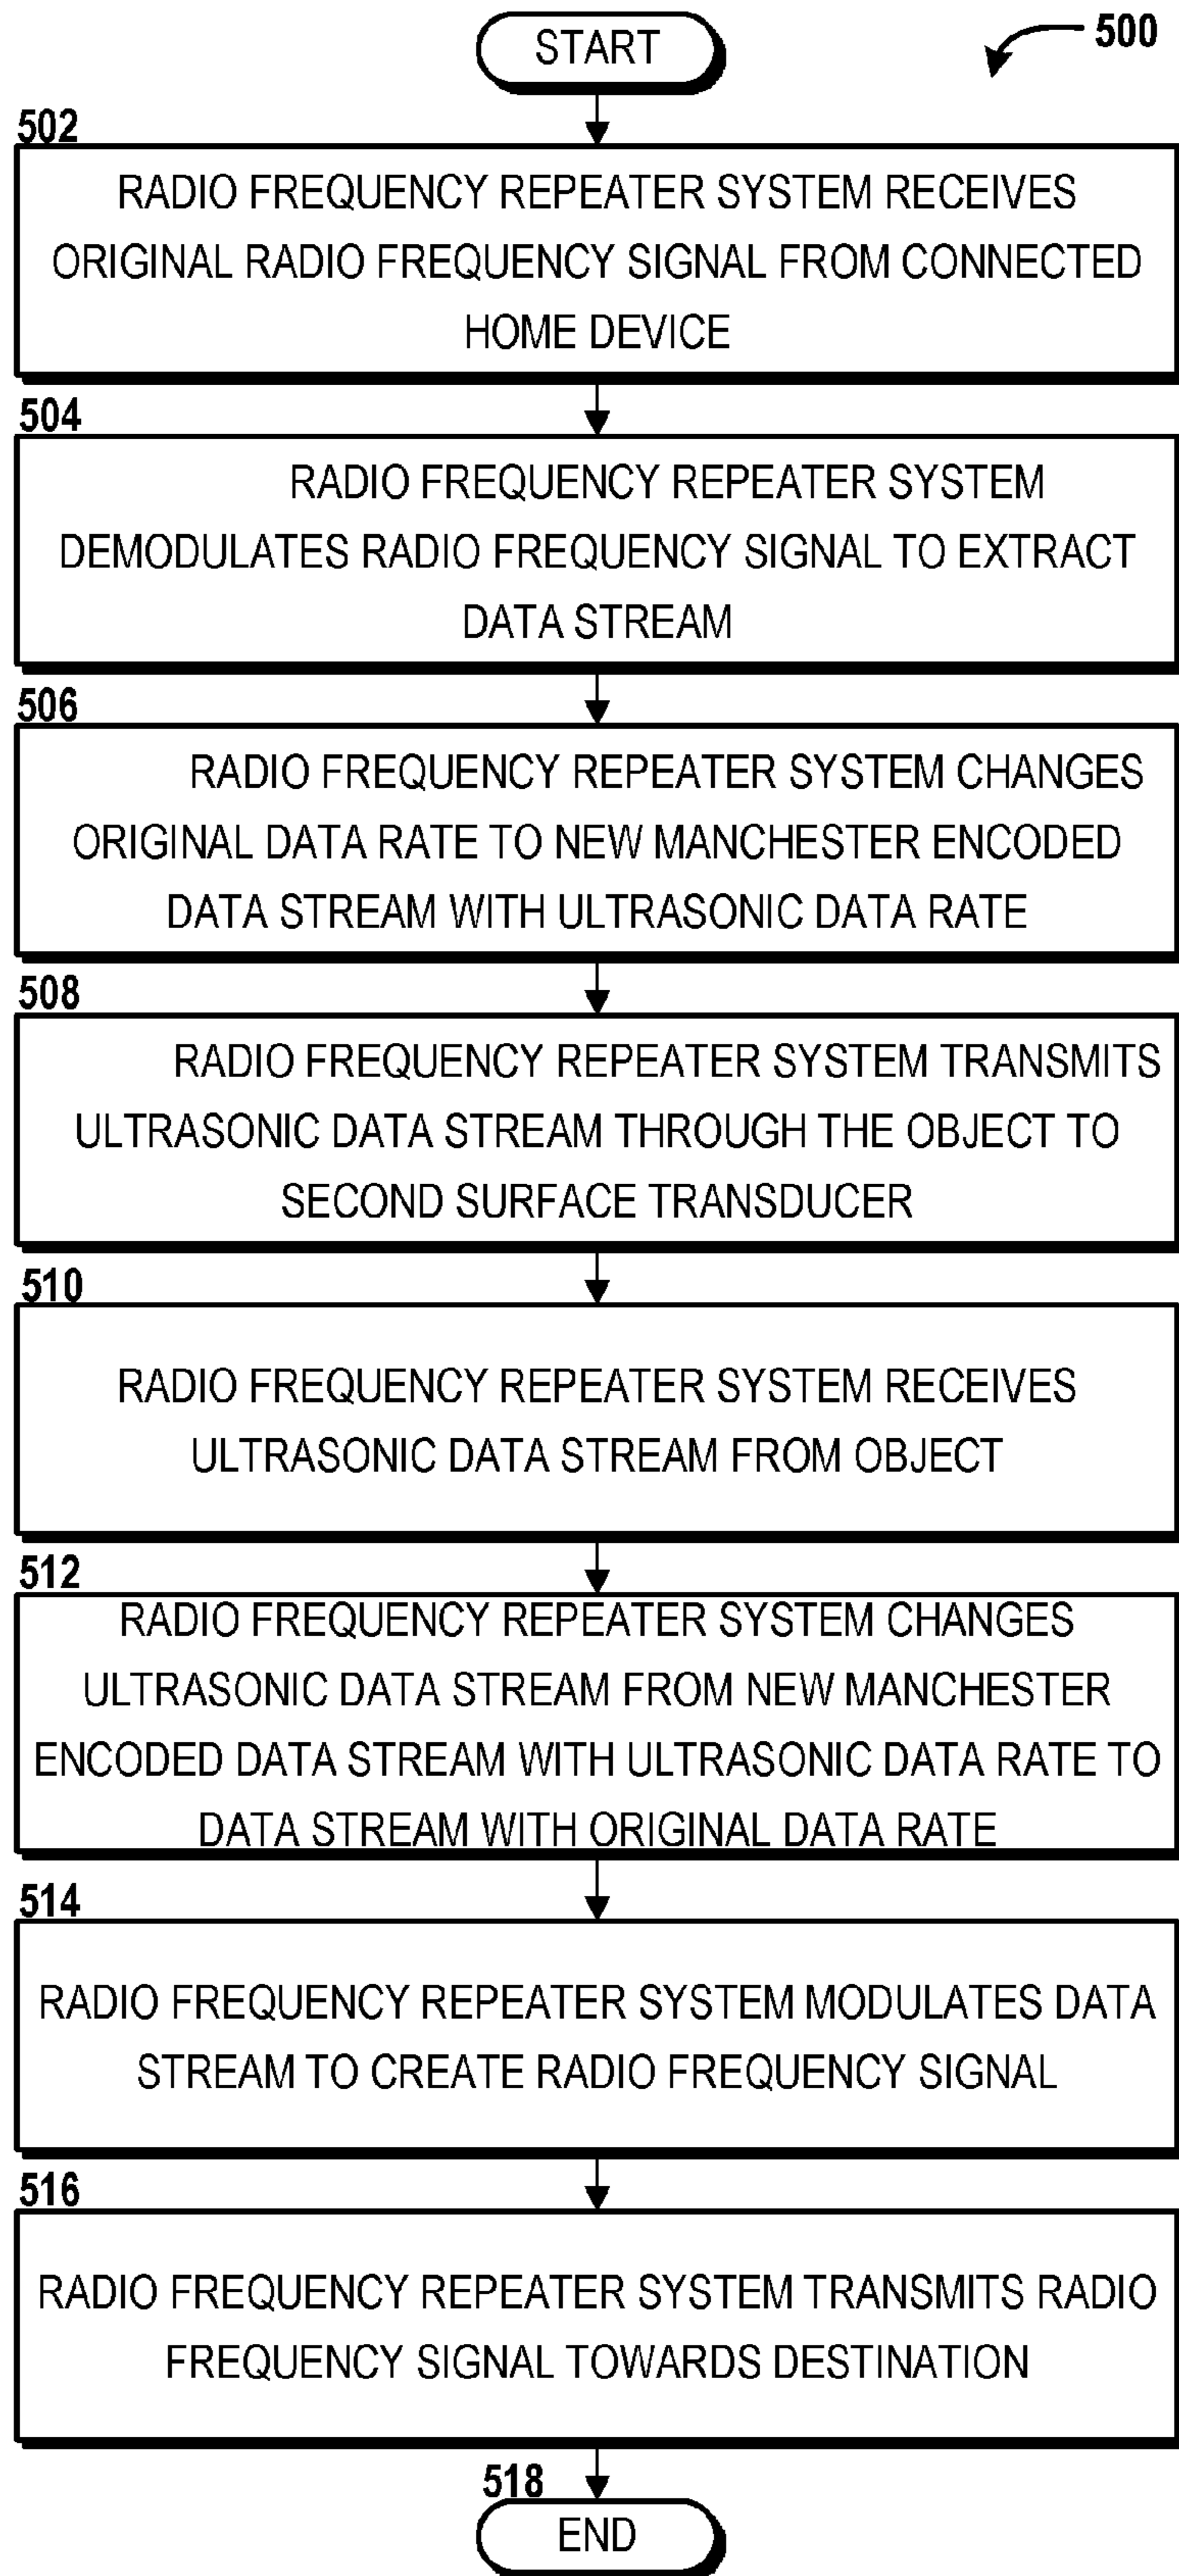 START
500
502
RADIO FREQUENCY REPEATER SYSTEM RECEIVES
ORIGINAL RADIO FREQUENCY SIGNAL FROM CONNECTED
HOME DEVICE
504
RADIO FREQUENCY REPEATER SYSTEM
DEMODULATES RADIO FREQUENCY SIGNAL TO EXTRACT
DATA STREAM
506
RADIO FREQUENCY REPEATER SYSTEM CHANGES
ORIGINAL DATA RATE TO NEW MANCHESTER ENCODED
DATA STREAM WITH ULTRASONIC DATA RATE
508
RADIO FREQUENCY REPEATER SYSTEM TRANSMITS
ULTRASONIC DATA STREAM THROUGH THE OBJECT TO
SECOND SURFACE TRANSDUCER
510
RADIO FREQUENCY REPEATER SYSTEM RECEIVES
ULTRASONIC DATA STREAM FROM OBJECT
512
RADIO FREQUENCY REPEATER SYSTEM CHANGES
ULTRASONIC DATA STREAM FROM NEW MANCHESTER
ENCODED DATA STREAM WITH ULTRASONIC DATA RATE TO
DATA STREAM WITH ORIGINAL DATA RATE
514
RADIO FREQUENCY REPEATER SYSTEM MODULATES DATA
STREAM TO CREATE RADIO FREQUENCY SIGNAL
516
RADIO FREQUENCY REPEATER SYSTEM TRANSMITS RADIO
FREQUENCY SIGNAL TOWARDS DESTINATION
518
END